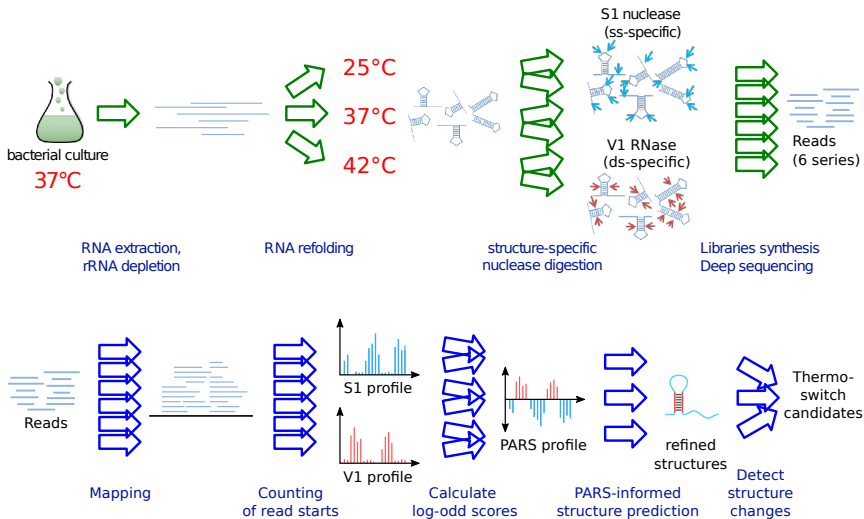 S1 nuclease
(ss-specific)
25°C
37°C
42°C
bacterial culture
37°C
V1 RNase
(ds-specific)
Reads
(6 series)
RNA extraction,
rRNA depletion
RNA refolding
structure-specific
nuclease digestion
Libraries synthesis
Deep sequencing
Reads
S1 profile
V1 profile
PARS profile
refined
structures
Thermo-
switch
candidates
Mapping
Counting
of read starts
Calculate
log-odd scores
PARS-informed
structure prediction
Detect
structure
changes